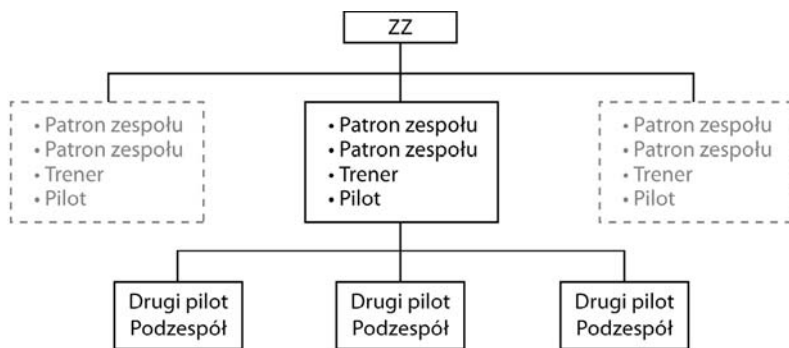 ZZ
• Patron zespołu
• Patron zespołu
• Trener
• Pilot
• Patron zespołu
• Patron zespołu
• Trener
• Pilot
• Patron zespołu
• Patron zespołu
• Trener
• Pilot
Drugi pilot
Podzespół
Drugi pilot
Podzespół
Drugi pilot
Podzespół